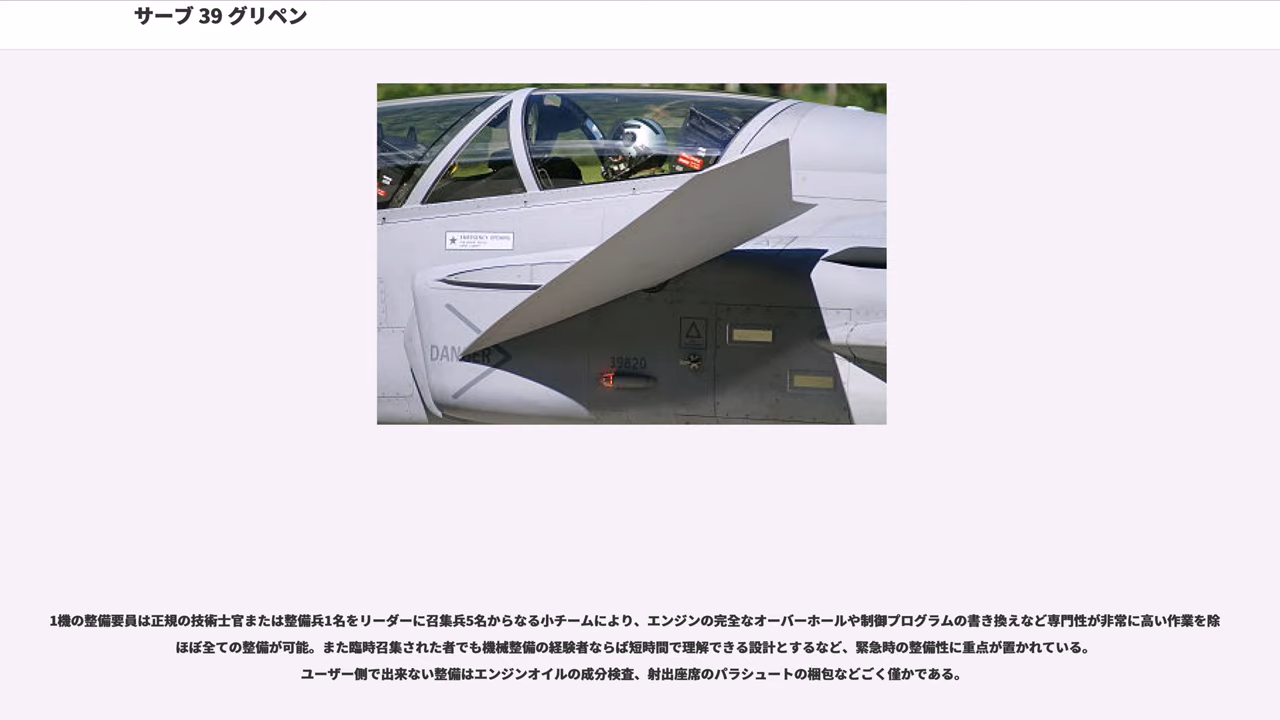 サーブ 39 グリペン
EMERGENCY OPENING
DANGER
39820
1機の整備要員は正規の技術士官または整備兵1名をリーダーに召集兵5名からなる小チームにより、エンジンの完全なオーバーホールや制御プログラムの書き換えなど専門性が非常に高い作業を除
ほぼ全ての整備が可能。また臨時召集された者でも機械整備の経験者ならば短時間で理解できる設計とするなど、緊急時の整備性に重点が置かれている。
ユーザー側で出来ない整備はエンジンオイルの成分検査、射出座席のパラシュートの梱包などごく僅かである。